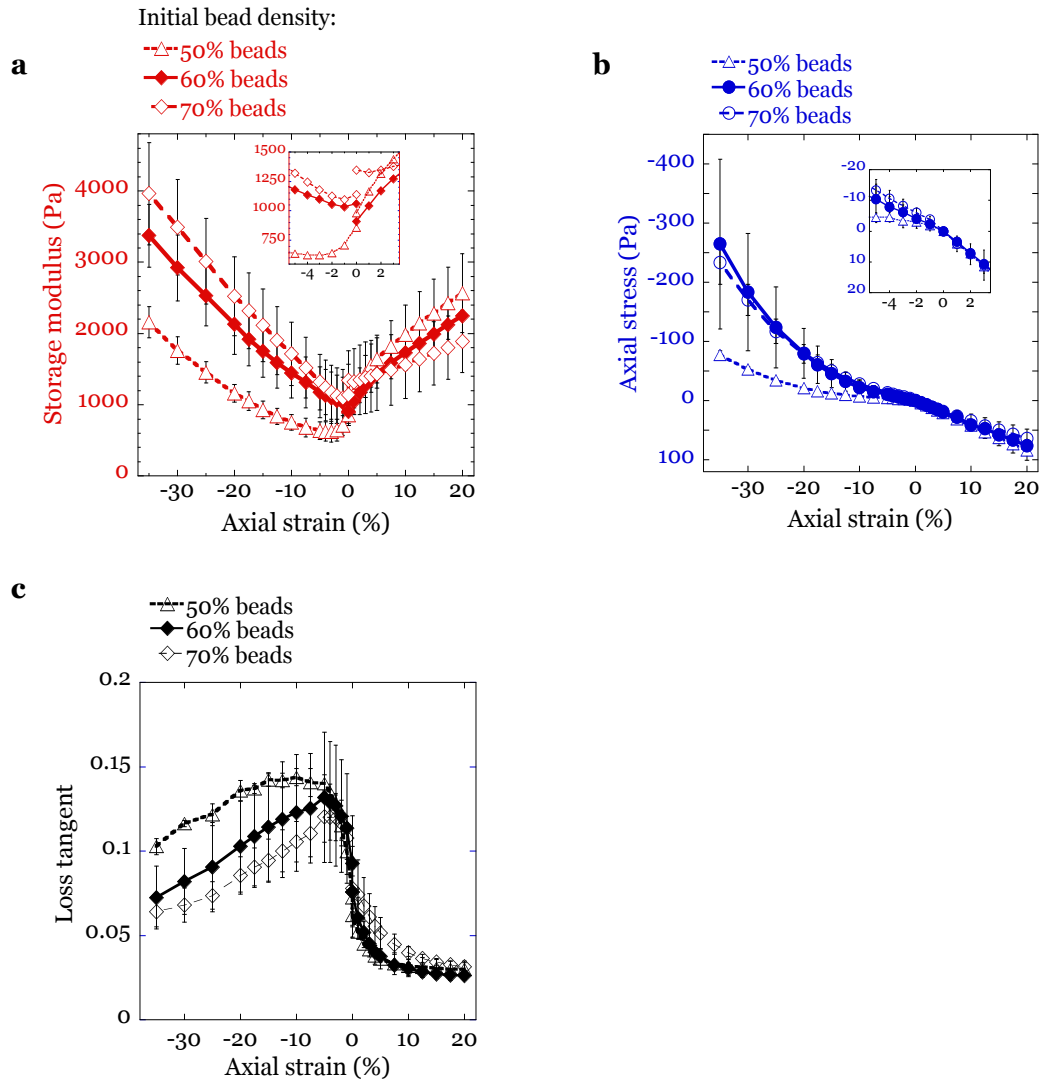 Initial bead density:
a
50% beads
60% beads
70% beads
Storage modulus (Pa)
4000
3000
2000
1000
0
-30
-20
-10
0
10
20
Axial strain (%)
1500
1250
1000
750
-4
-2
0
2
b
50% beads
60% beads
70% beads
Axial stress (Pa)
-400
-300
-200
-100
0
100
-30
-20
-10
0
10
20
Axial strain (%)
-20
-10
0
10
20
-4
-2
0
2
c
50% beads
60% beads
70% beads
Loss tangent
0.2
0.15
0.1
0.05
0
-30
-20
-10
0
10
20
Axial strain (%)